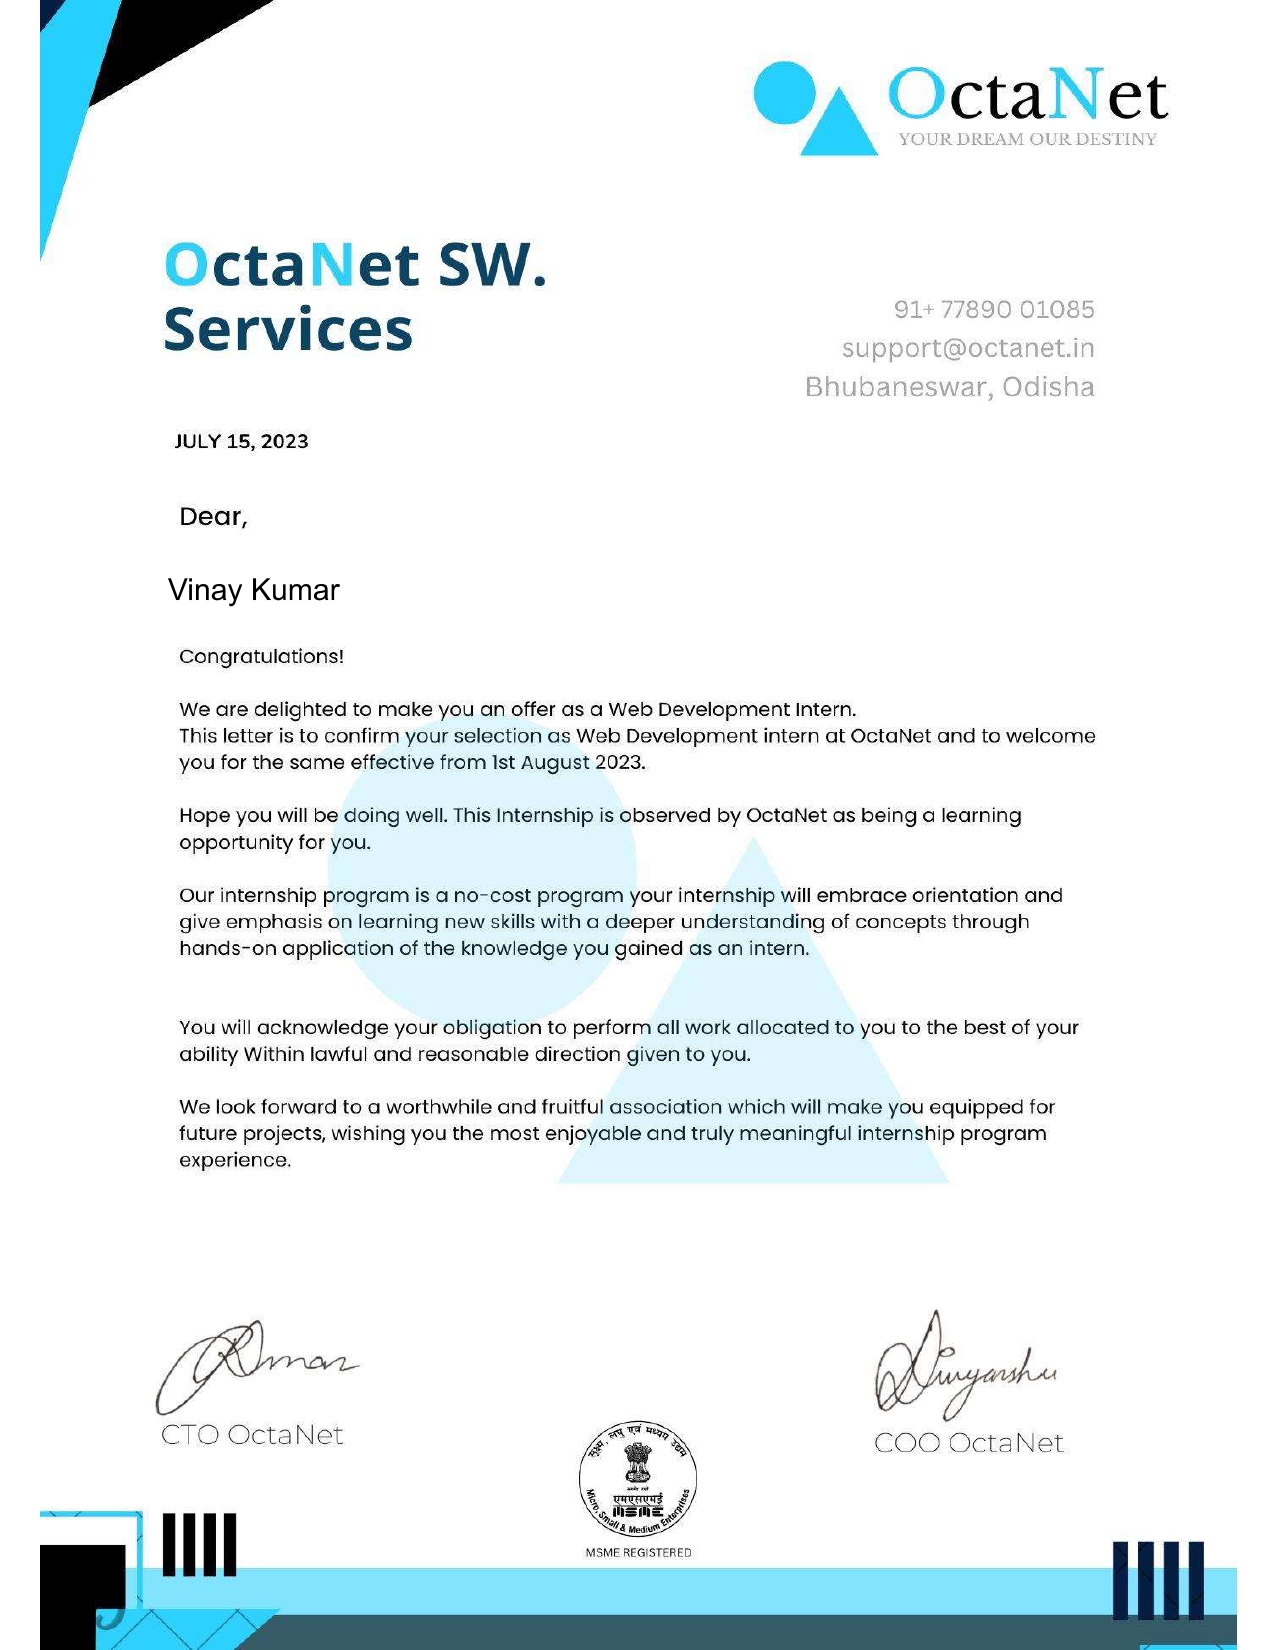 OctaNet
YOUR DREAM OUR DESTINY
OctaNet SW.
Services
91+ 77890 01085
support@octanet.in
Bhubaneswar, Odisha
JULY 15, 2023
Dear,
Vinay Kumar
Congratulations!
We are delighted to make you an offer as a Web Development Intern.
This letter is to confirm your selection as Web Development intern at OctaNet and to welcome
you for the same effective from 1st August 2023.
Hope you will be doing well. This Internship is observed by OctaNet as being a learning
opportunity for you.
Our internship program is a no-cost program your internship will embrace orientation and
give emphasis on learning new skills with a deeper understanding of concepts through
hands-on application of the knowledge you gained as an intern.
You will acknowledge your obligation to perform all work allocated to you to the best of your
ability Within lawful and reasonable direction given to you.
We look forward to a worthwhile and fruitful association which will make you equipped for
future projects, wishing you the most enjoyable and truly meaningful internship program
experience.
CTO OctaNet
COO OctaNet
सूक्ष्म, लघु एवं मध्यम उद्यम
एमएसएमई
MSME
Micro, Small & Medium Enterprises
MSME REGISTERED